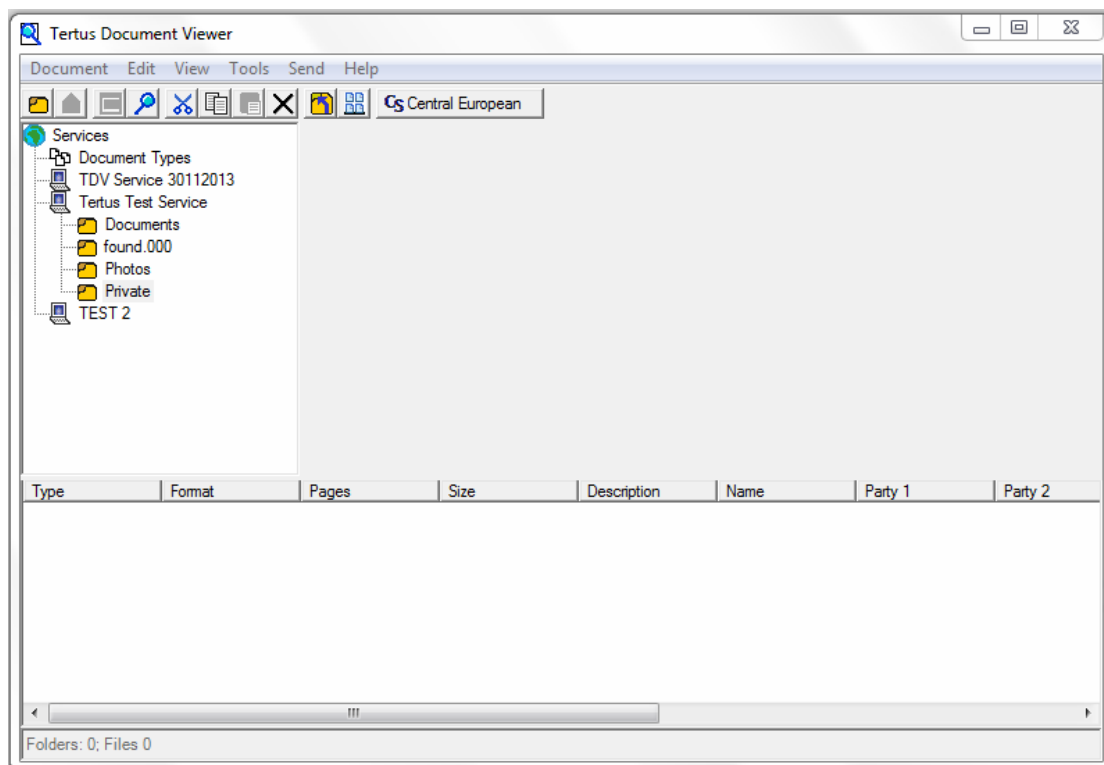 Tertus Document Viewer
Document Edit View Tools Send Help
CS Central European
Services
Document Types
TDV Service 30112013
Tertus Test Service
Documents
found.000
Photos
Private
TEST 2
Type Format Pages Size Description Name Party 1 Party 2
Folders: 0; Files 0